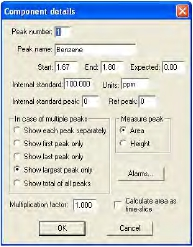 Component details
Peak number: 1
Peak name: Benzene
Start: 1.67 End: 1.80 Expected: 0.00
Internal standard: 100.000 Units: ppm
Internal standard peak: 0 Ref peak: 0
In case of multiple peaks
Show each peak separately
Show first peak only
Show last peak only
Show largest peak only
Show total of all peaks
Measure peak
Area
Height
Alarms...
Multiplication factor: 1.000
Calculate area as time-slice
OK Cancel